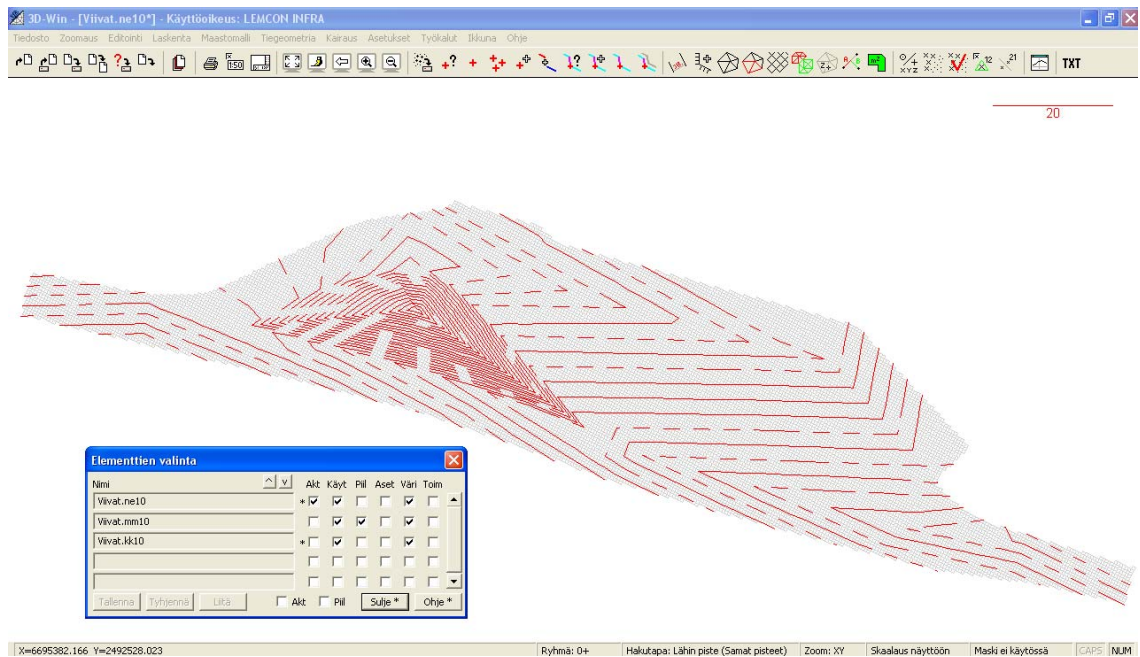 3D-Win - [Viivat.ne10*] - Käyttöoikeus: LEMCON INFRA
Tiedosto Zoomaus Editointi Laskenta Maastomalli Tiegeometria Kairaus Asetukset Työkalut Ikkuna Ohje
1:50 TXT
20
Elementtien valinta
Nimi Akt Käyt Piil Aset Väri Toim
Viivat.ne10 *
Viivat.mm10
Viivat.kk10 *
Tallenna Tyhjennä Liitä Akt Piil Sulje * Ohje *
X=6695382.166 Y=2492528.023 Ryhmä: 0+ Hakutapa: Lähin piste (Samat pisteet) Zoom: XY Skaalaus näyttöön Maski ei käytössä CAPS NUM